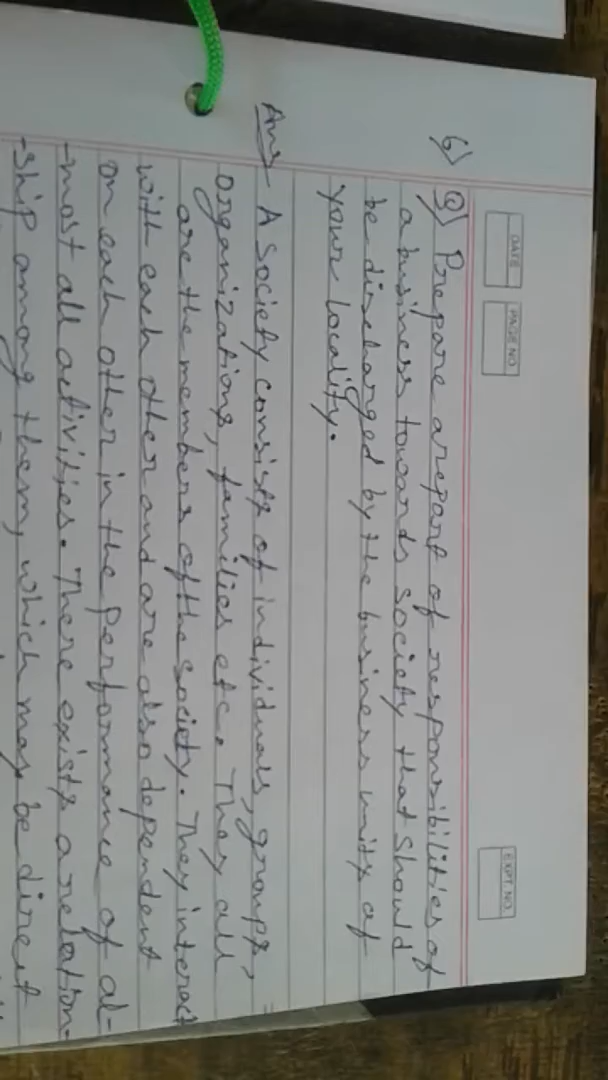 DATE
PAGE NO.
EXPT. NO.
6) Q) Prepare a report of responsibilities of
a business towards society that should
be discharged by the business units of
your locality.
Ans - A Society consists of individuals, groups,
organizations, families etc. They all
are the members of the society. They interact
with each other and are also dependent
on each other in the performance of al-
-most all activities. There exists a relation-
-ship among them, which may be direct